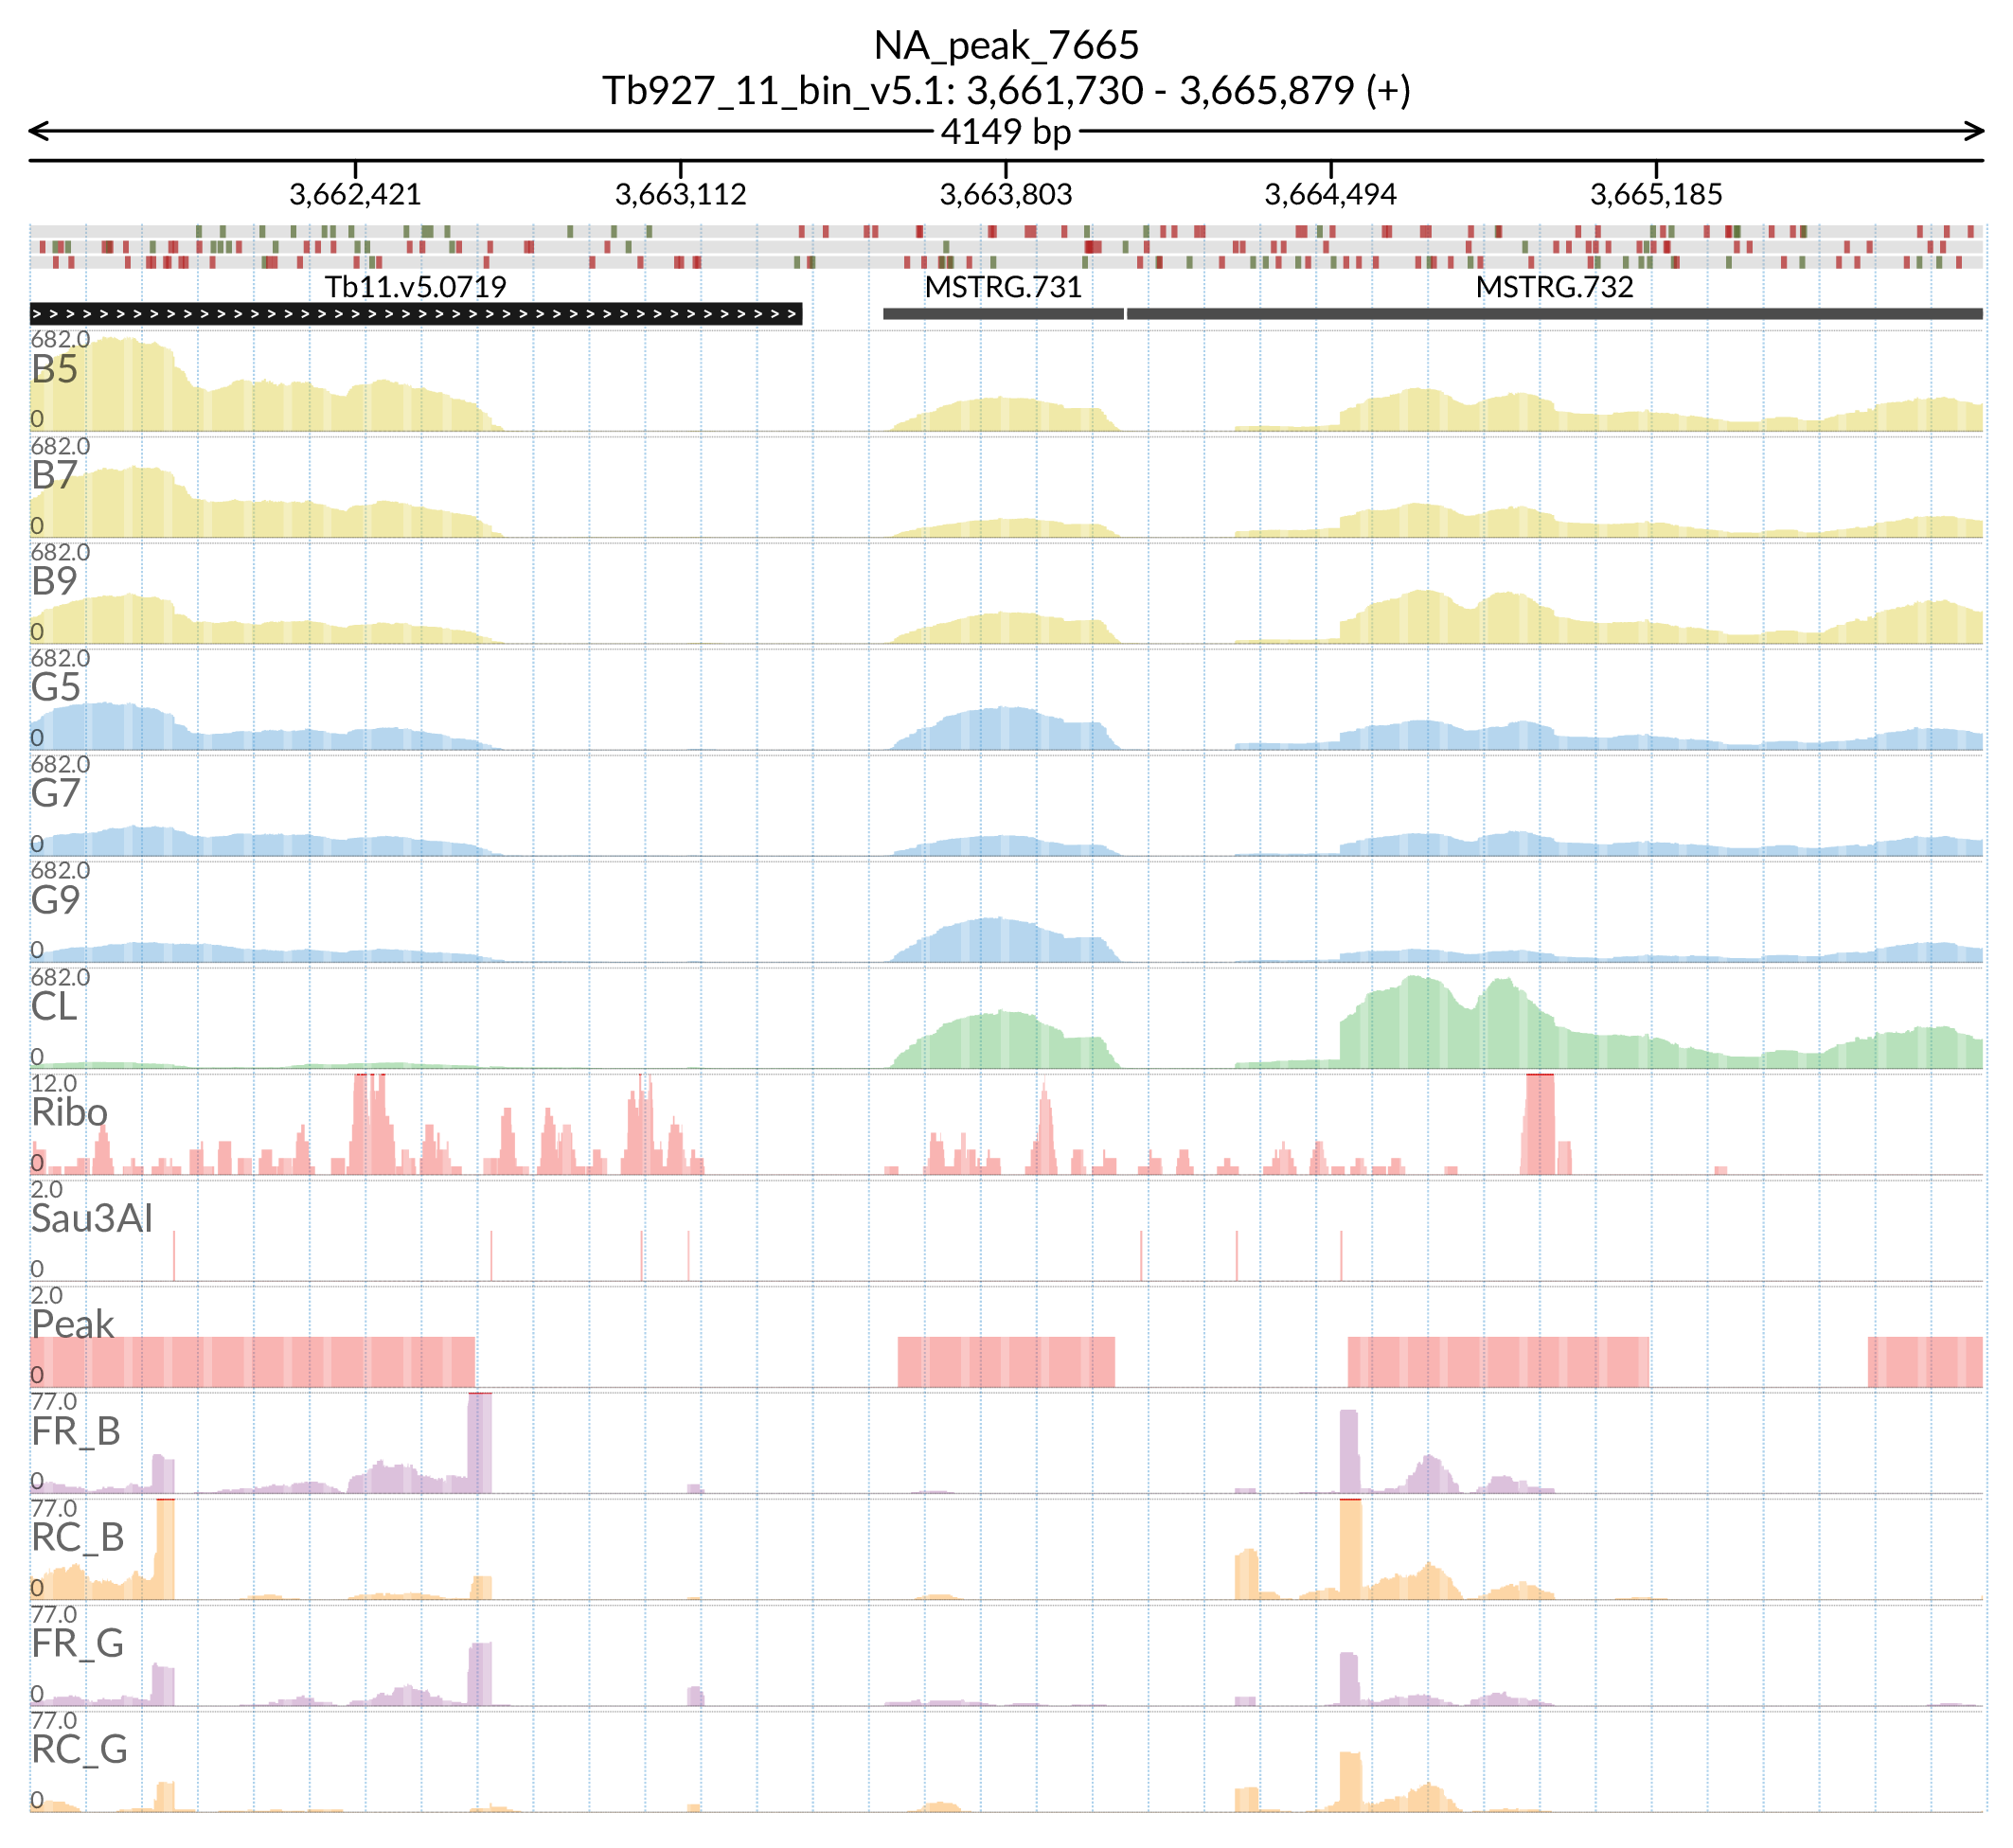 NA_peak_7665
Tb927_11_bin_v5.1: 3,661,730 - 3,665,879 (+)
4149 bp
3,662,421 3,663,112 3,663,803 3,664,494 3,665,185
Tb11.v5.0719 MSTRG.731 MSTRG.732
682.0
B5
0
682.0
B7
0
682.0
B9
0
682.0
G5
0
682.0
G7
0
682.0
G9
0
682.0
CL
0
12.0
Ribo
0
2.0
Sau3AI
0
2.0
Peak
0
77.0
FR_B
0
77.0
RC_B
0
77.0
FR_G
0
77.0
RC_G
0